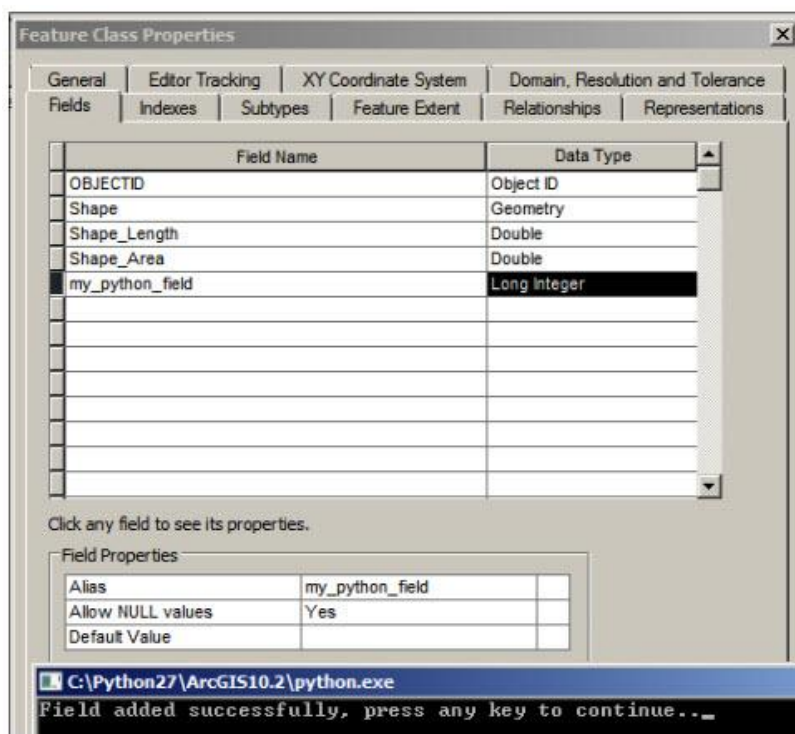 Feature Class Properties
General Editor Tracking XY Coordinate System Domain, Resolution and Tolerance
Fields Indexes Subtypes Feature Extent Relationships Representations
Field Name Data Type
OBJECTID Object ID
Shape Geometry
Shape_Length Double
Shape_Area Double
my_python_field Long Integer
Click any field to see its properties.
Field Properties
Alias my_python_field
Allow NULL values Yes
Default Value
C:\Python27\ArcGIS10.2\python.exe
Field added successfully, press any key to continue.._